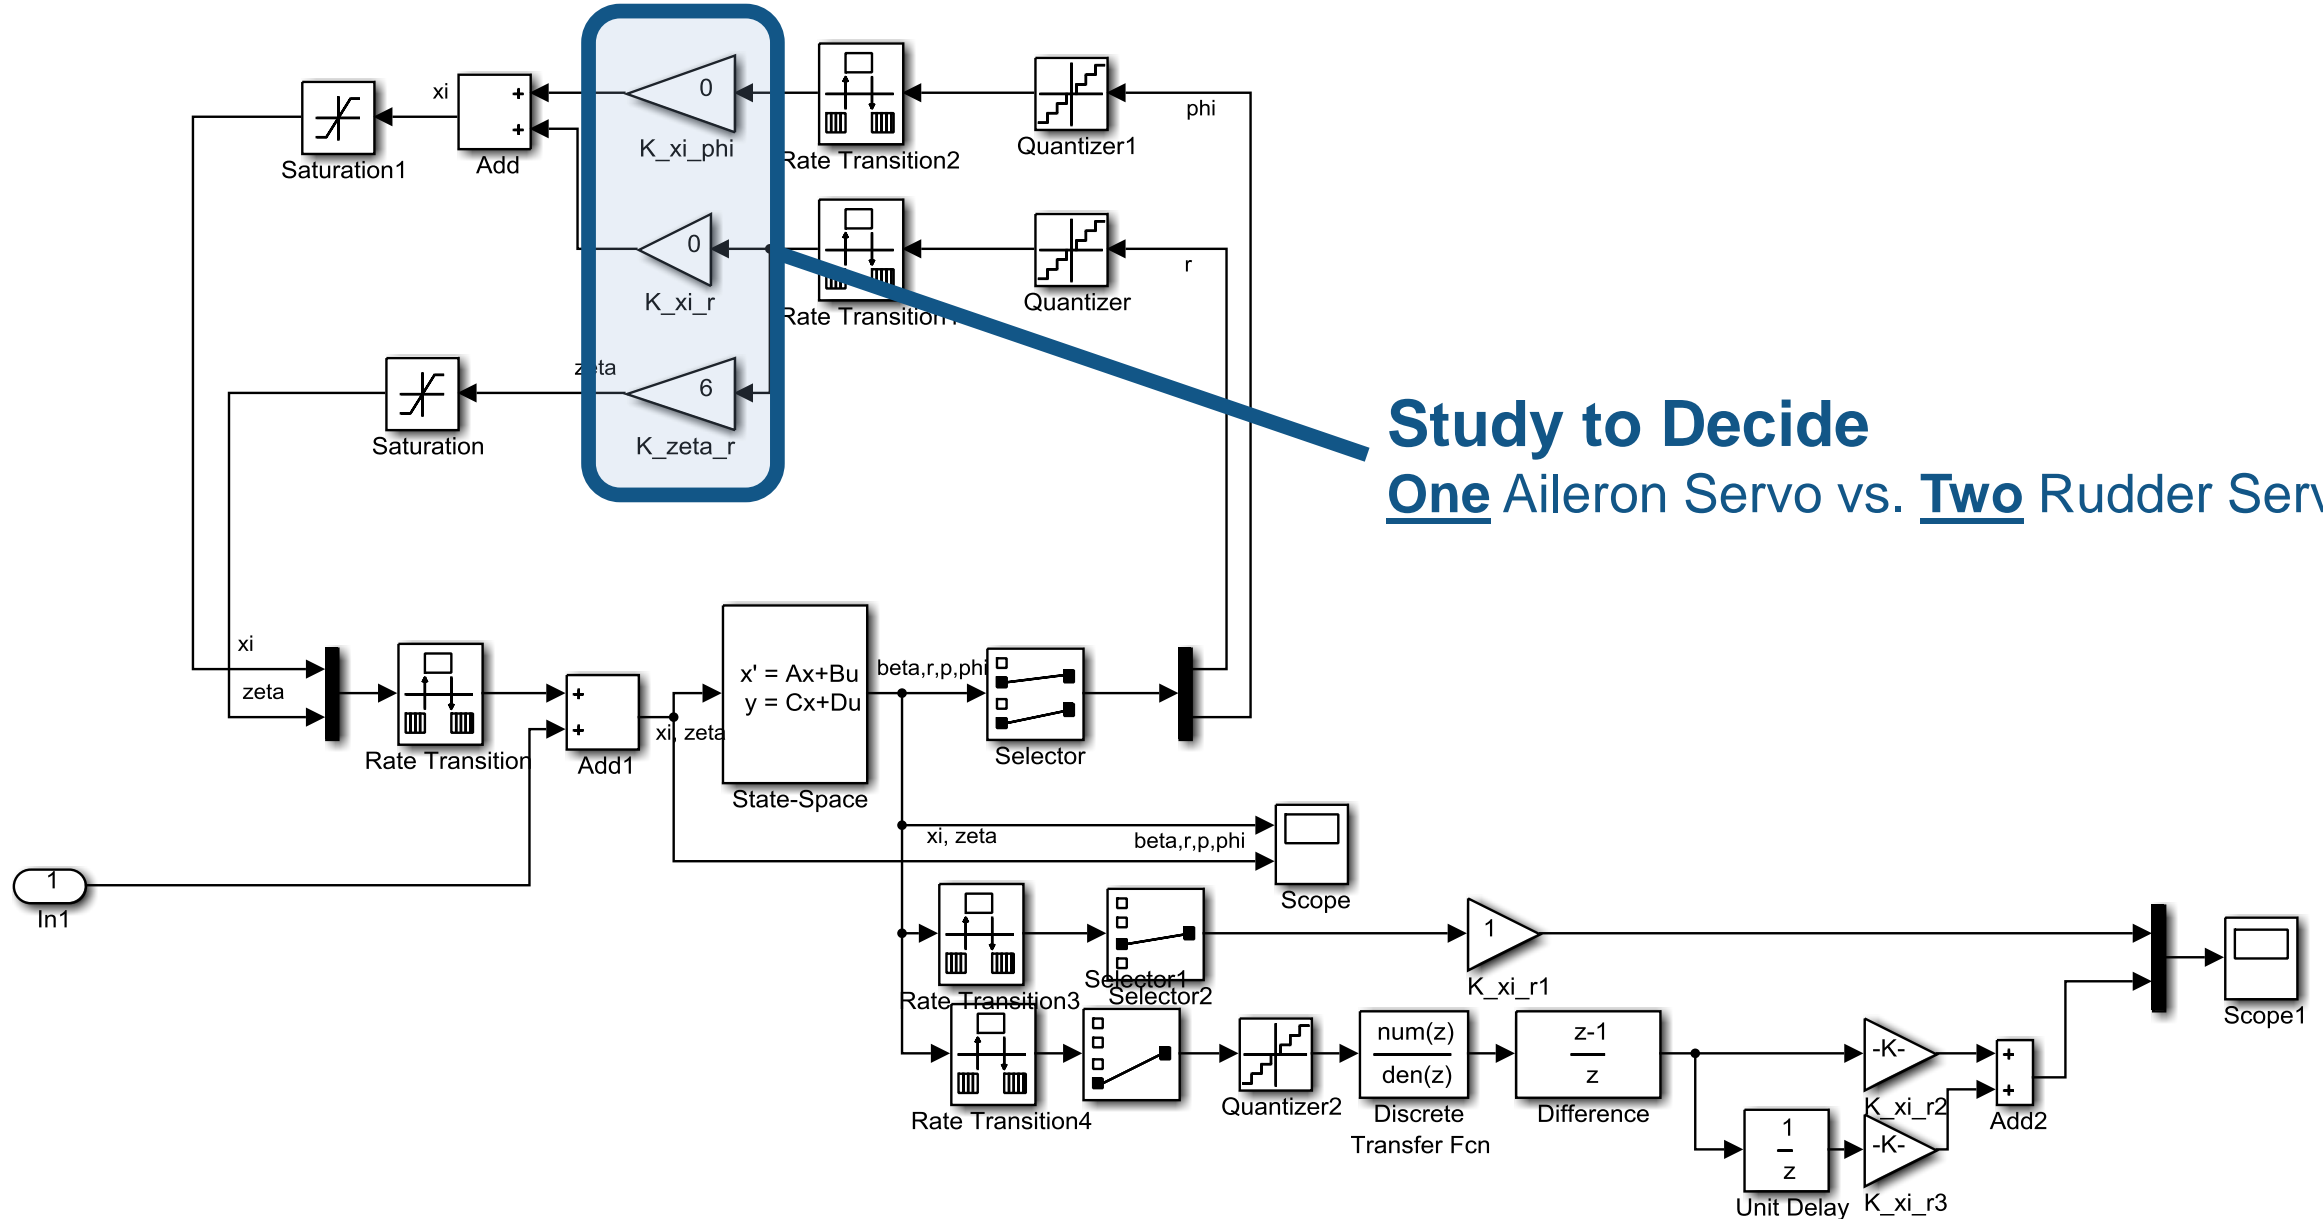 0
K_xi_phi
Rate Transition2
Quantizer1
phi
xi
+
+
Add
Saturation1
0
K_xi_r
Rate
Quantizer
r
zeta
6
K_zeta_r
Saturation
Study to Decide
One Aileron Servo vs. Two Rudder
xi
zeta
Rate Transition
+
+
Add1
xi, zeta
x' = Ax+Bu
y = Cx+Du
State-Space
beta,r,p,phi
Selector
xi, zeta
beta,r,p,phi
Scope
1
In1
Rate Transition3
Selector1
Selector2
1
K_xi_r1
Scope1
Rate Transition4
Quantizer2
num(z)
den(z)
Discrete
Transfer Fcn
z-1
z
Difference
-K-
K_xi_r2
+
+
Add2
1
z
Unit Delay
-K-
K_xi_r3